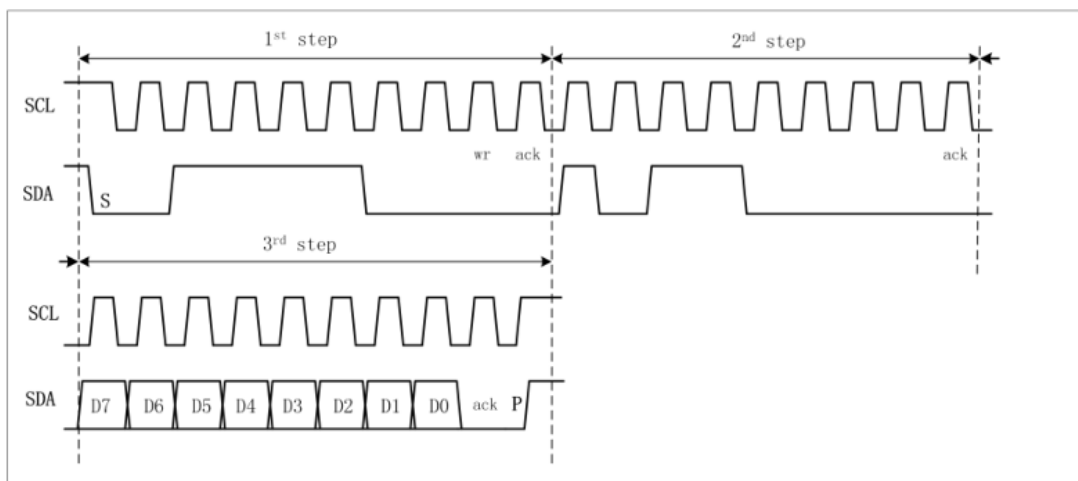 1st step 2nd step
SCL
wr ack ack
SDA S
3rd step
SCL
SDA D7 D6 D5 D4 D3 D2 D1 D0 ack P